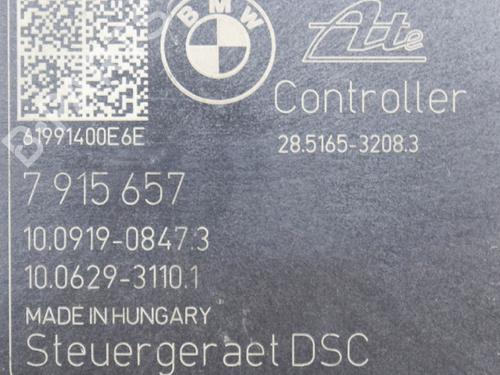 BMW
Ate
Controller
61991400E6E
28.5165-3208.3
7 915 657
10.0919-0847.3
10.0629-3110.1
MADE IN HUNGARY
Steuergeraet DSC